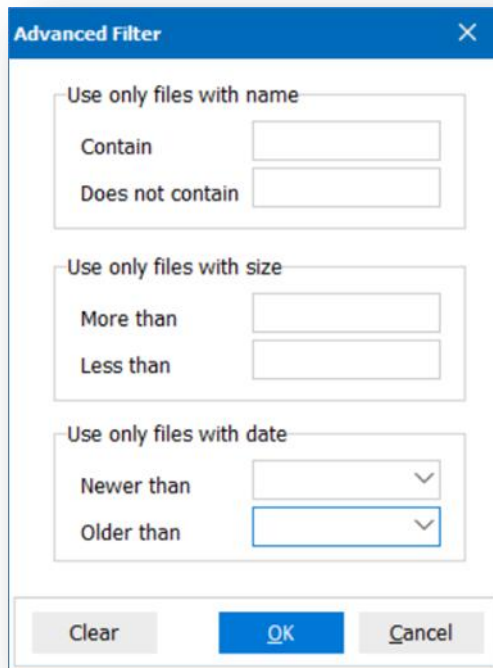 Advanced Filter
Use only files with name
Contain
Does not contain
Use only files with size
More than
Less than
Use only files with date
Newer than
Older than
Clear OK Cancel